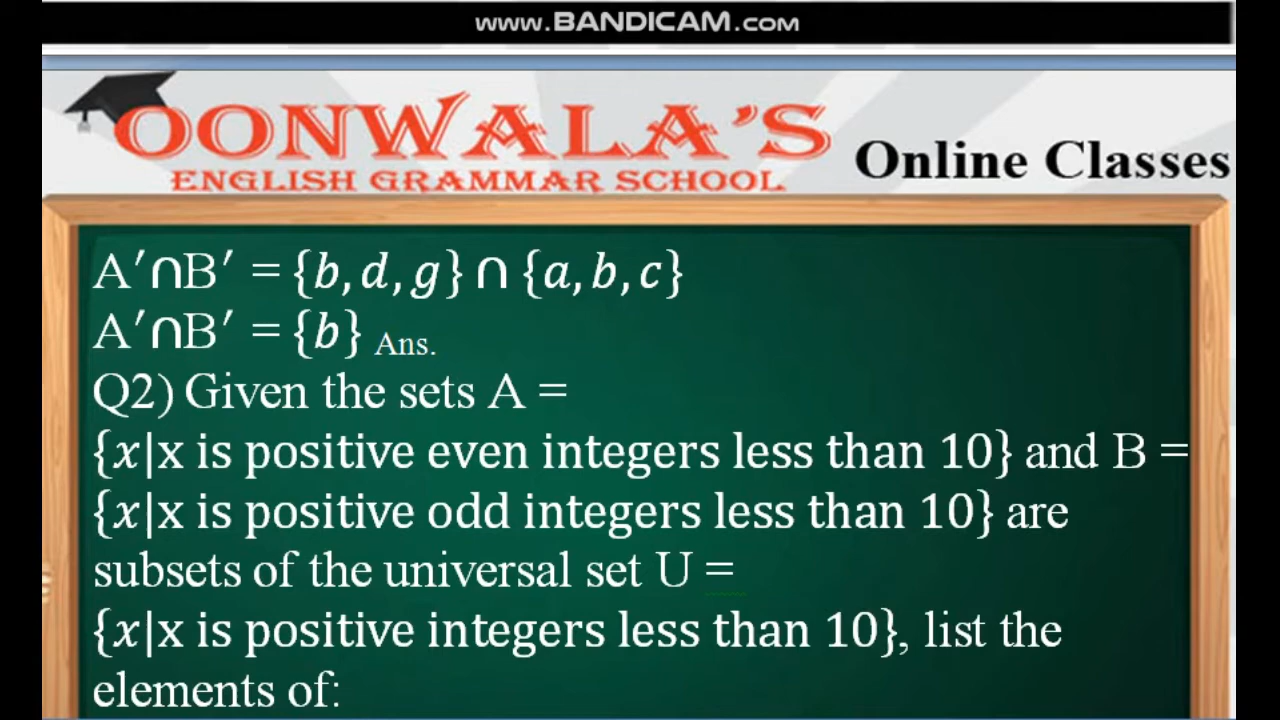 www.BANDICAM.com
OONWALA'S
ENGLISH GRAMMAR SCHOOL
Online Classes
A′∩B′ = {b, d, g} ∩ {a, b, c}
A′∩B′ = {b} Ans.
Q2) Given the sets A =
{x|x is positive even integers less than 10} and B =
{x|x is positive odd integers less than 10} are
subsets of the universal set U =
{x|x is positive integers less than 10}, list the
elements of: